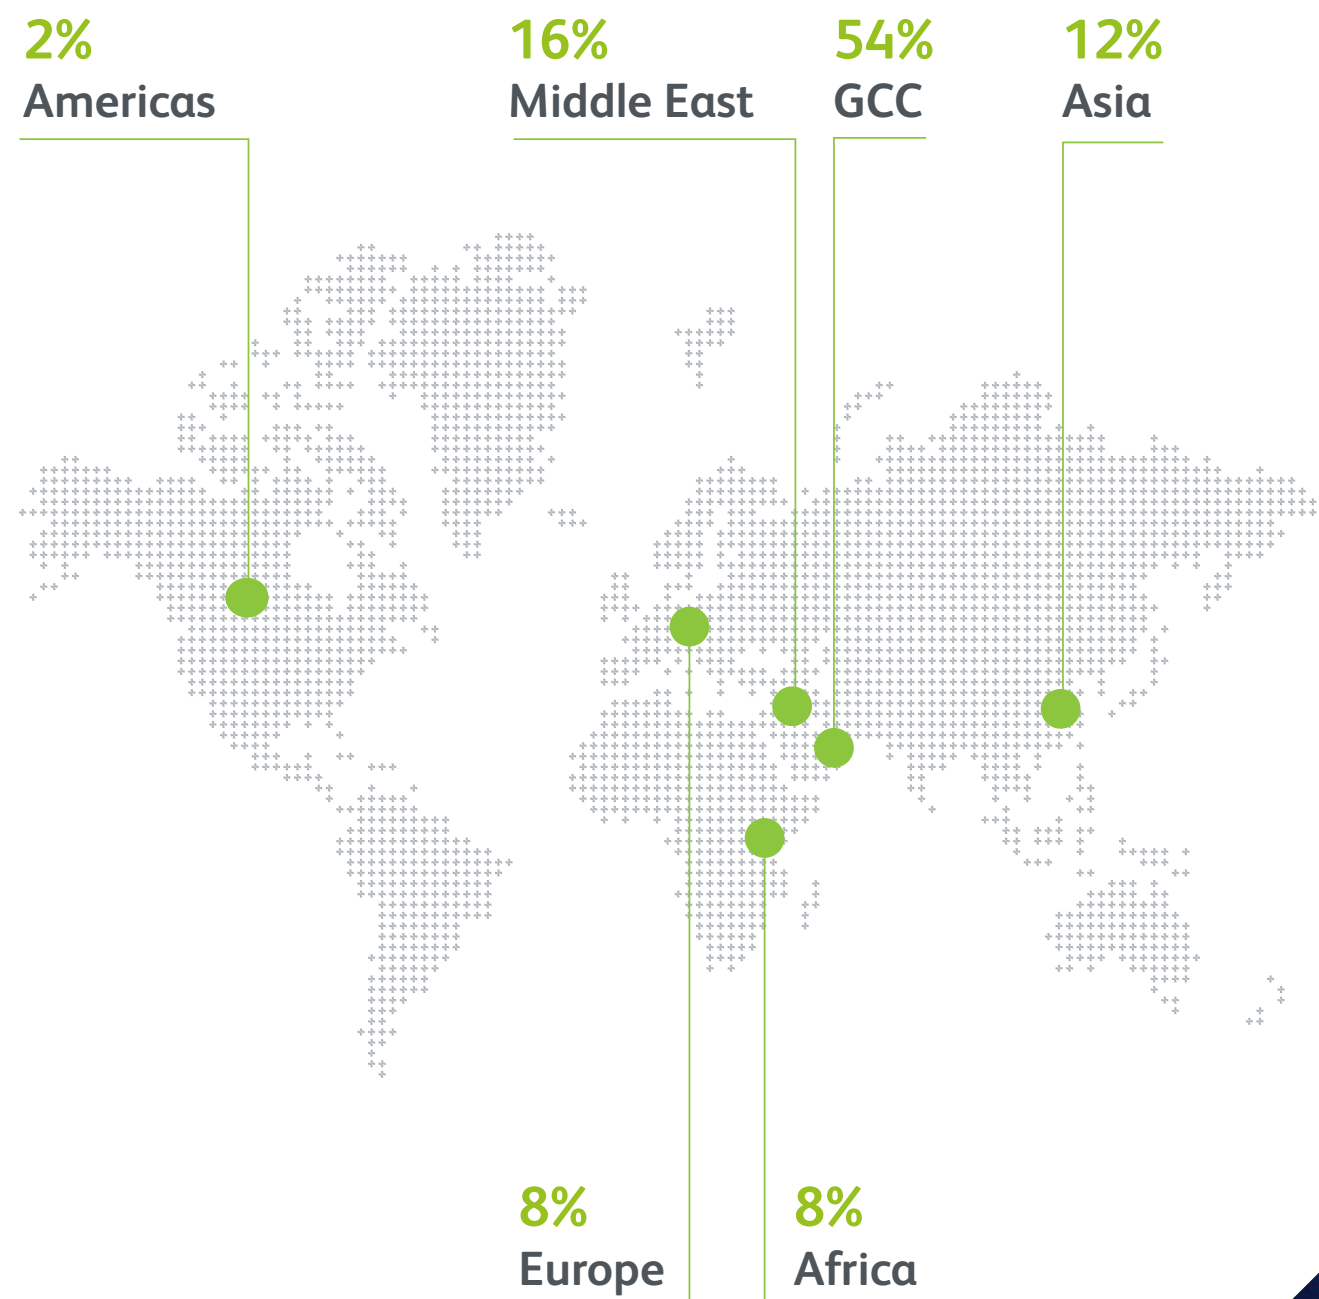 2%
Americas
16%
Middle East
54%
GCC
12%
Asia
8%
Europe
8%
Africa